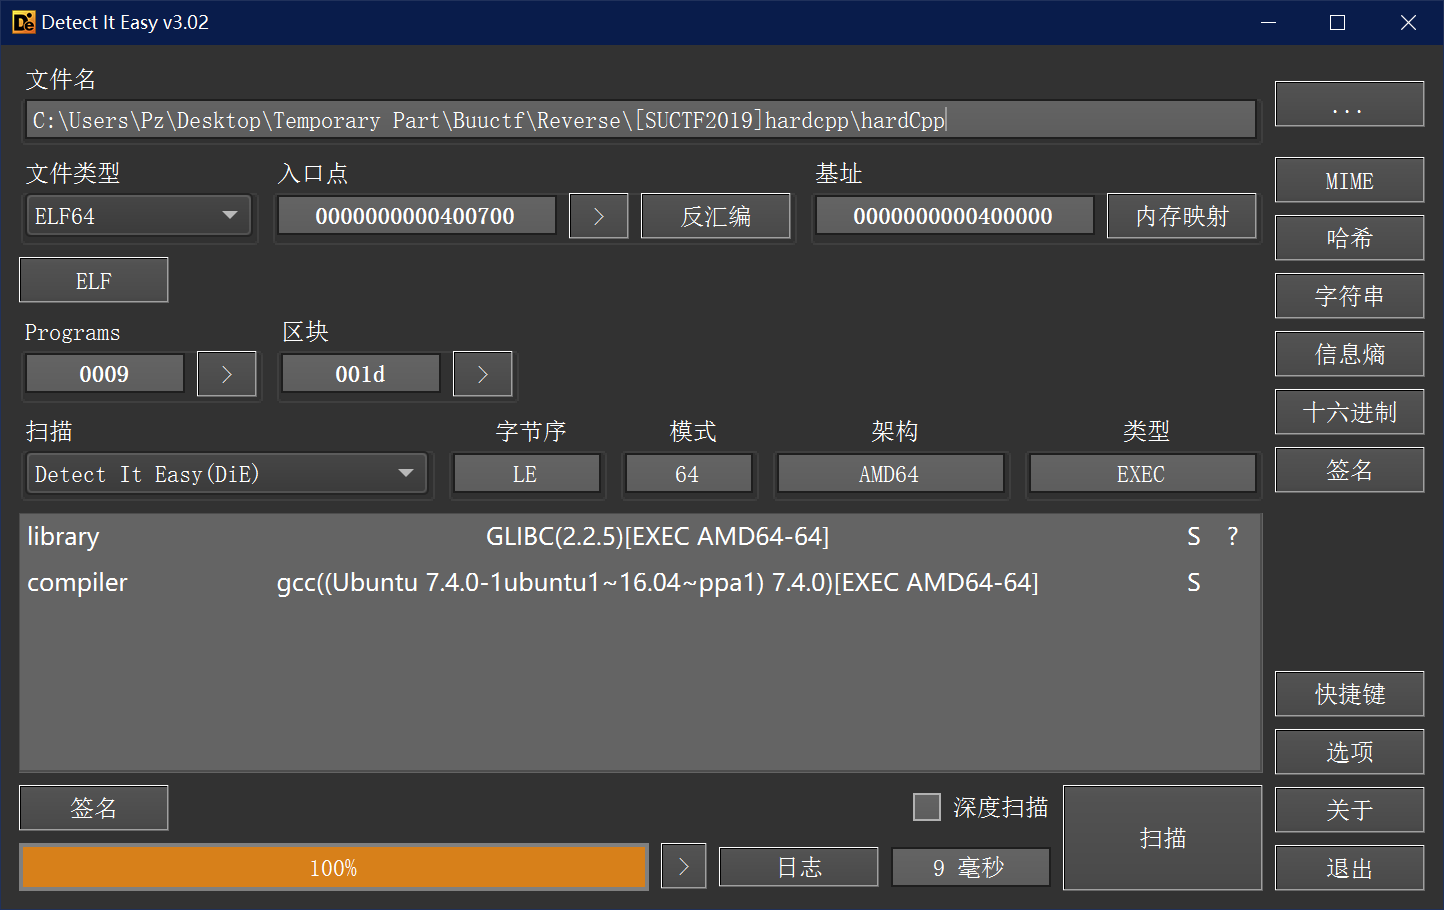 Detect It Easy v3.02
文件名
C:\Users\Pz\Desktop\Temporary Part\Buuctf\Reverse\[SUCTF2019]hardcpp\hardCpp
...
文件类型 入口点 基址
ELF64 0000000000400700 > 反汇编 0000000000400000 内存映射
MIME
哈希
ELF
字符串
Programs 区块
0009 > 001d >
信息熵
十六进制
扫描 字节序 模式 架构 类型
Detect It Easy(DiE) LE 64 AMD64 EXEC
签名
library GLIBC(2.2.5)[EXEC AMD64-64] S ?
compiler gcc((Ubuntu 7.4.0-1ubuntu1~16.04~ppa1) 7.4.0)[EXEC AMD64-64] S
快捷键
选项
签名 深度扫描 扫描
关于
100% > 日志 9 毫秒
退出